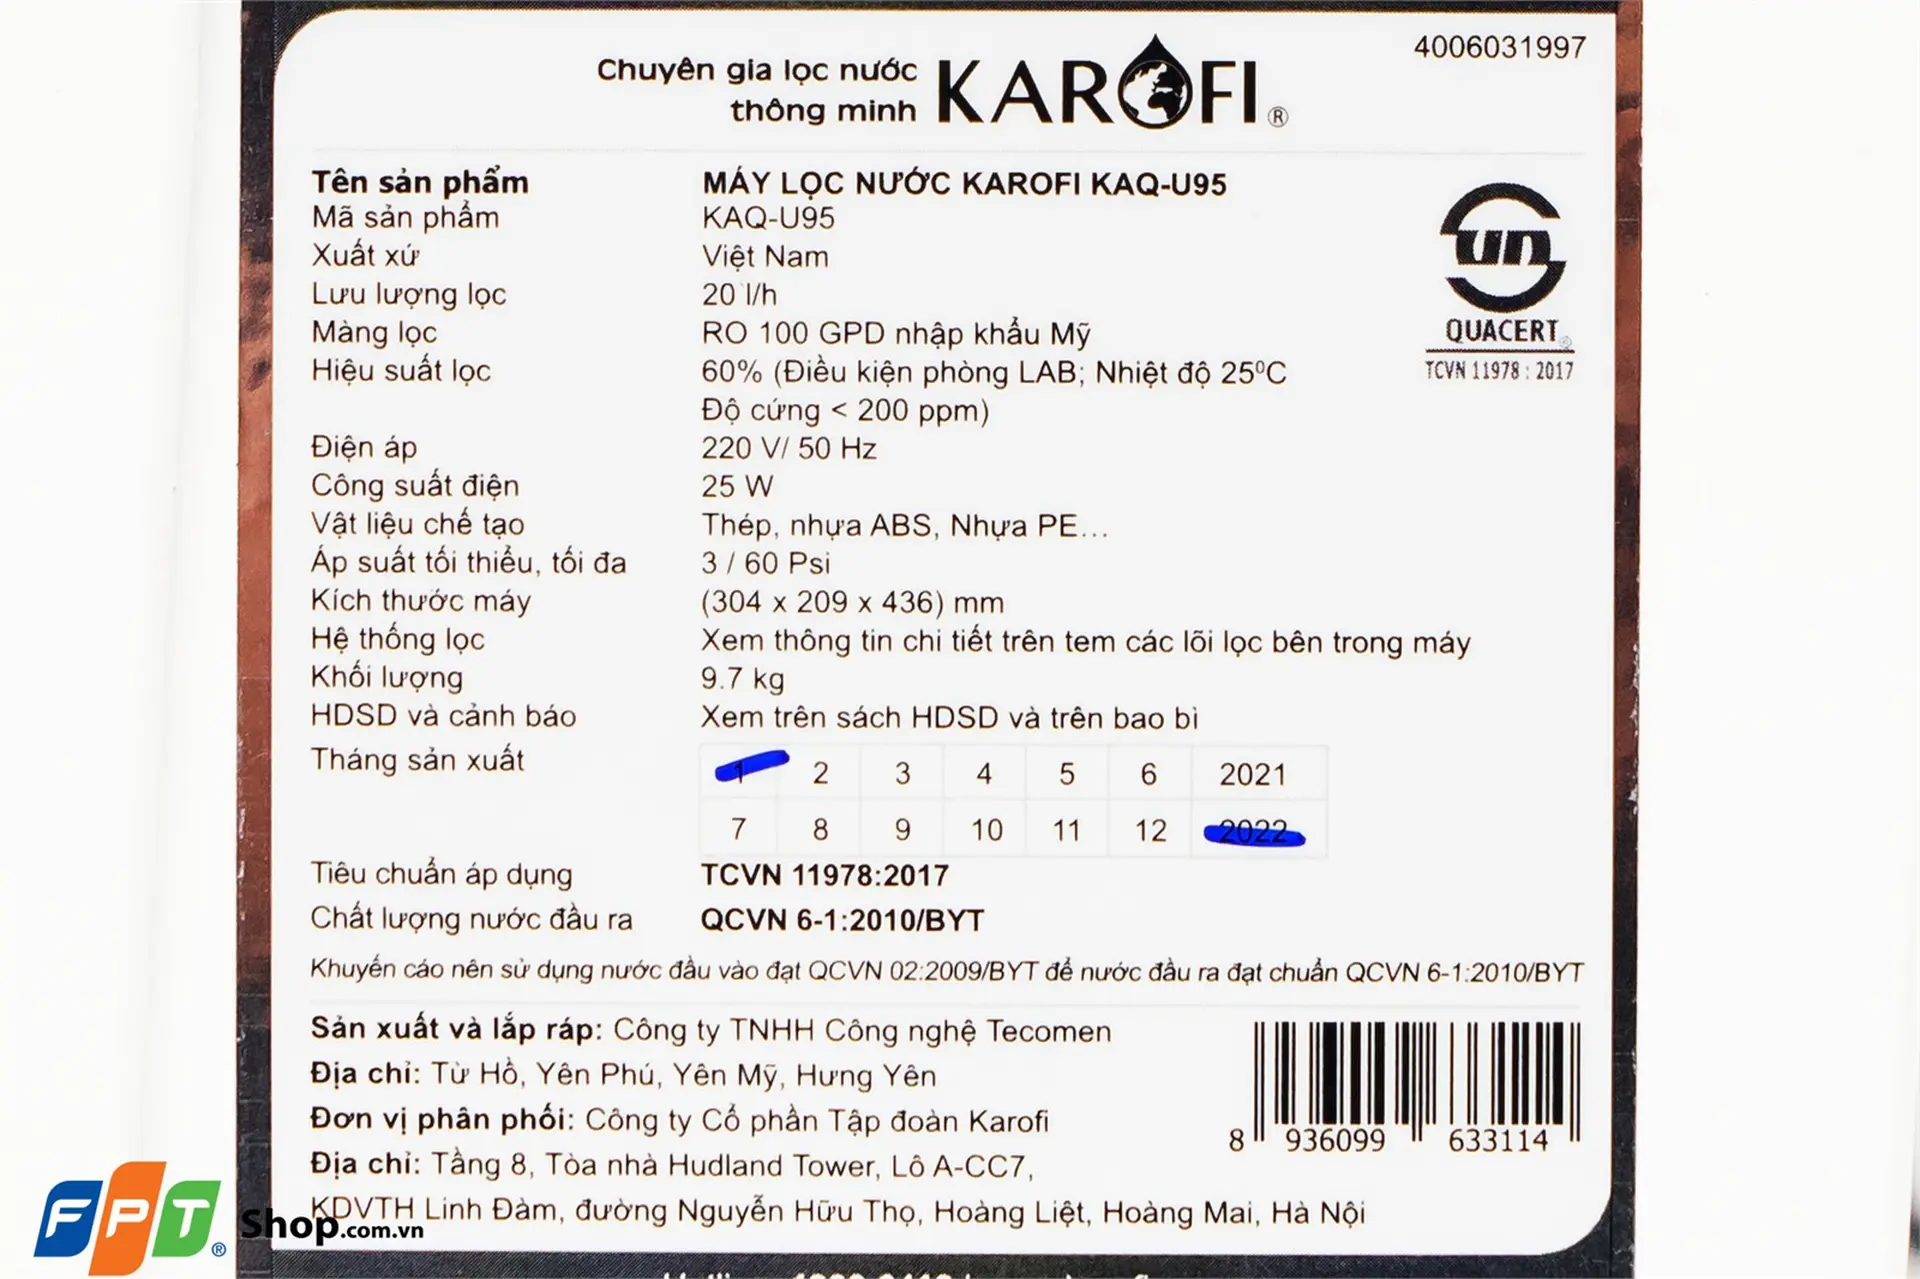 4006031997
Chuyên gia lọc nước
thông minh
KAROFI ®
Tên sản phẩm MÁY LỌC NƯỚC KAROFI KAQ-U95
Mã sản phẩm KAQ-U95
Xuất xứ Việt Nam
Lưu lượng lọc 20 l/h
Màng lọc RO 100 GPD nhập khẩu Mỹ
Hiệu suất lọc 60% (Điều kiện phòng LAB; Nhiệt độ 25⁰C
Độ cứng < 200 ppm)
Điện áp 220 V/ 50 Hz
Công suất điện 25 W
Vật liệu chế tạo Thép, nhựa ABS, Nhựa PE...
Áp suất tối thiểu, tối đa 3 / 60 Psi
Kích thước máy (304 x 209 x 436) mm
Hệ thống lọc Xem thông tin chi tiết trên tem các lõi lọc bên trong máy
Khối lượng 9.7 kg
HDSD và cảnh báo Xem trên sách HDSD và trên bao bì
Tháng sản xuất 1 2 3 4 5 6 2021
7 8 9 10 11 12 2022
Tiêu chuẩn áp dụng TCVN 11978:2017
Chất lượng nước đầu ra QCVN 6-1:2010/BYT
Khuyến cáo nên sử dụng nước đầu vào đạt QCVN 02:2009/BYT để nước đầu ra đạt chuẩn QCVN 6-1:2010/BYT
QUACERT ®
TCVN 11978 : 2017
Sản xuất và lắp ráp: Công ty TNHH Công nghệ Tecomen
Địa chỉ: Từ Hồ, Yên Phú, Yên Mỹ, Hưng Yên
Đơn vị phân phối: Công ty Cổ phần Tập đoàn Karofi
Địa chỉ: Tầng 8, Tòa nhà Hudland Tower, Lô A-CC7,
KDVTH Linh Đàm, đường Nguyễn Hữu Thọ, Hoàng Liệt, Hoàng Mai, Hà Nội
8 936099 633114
FPT® Shop.com.vn